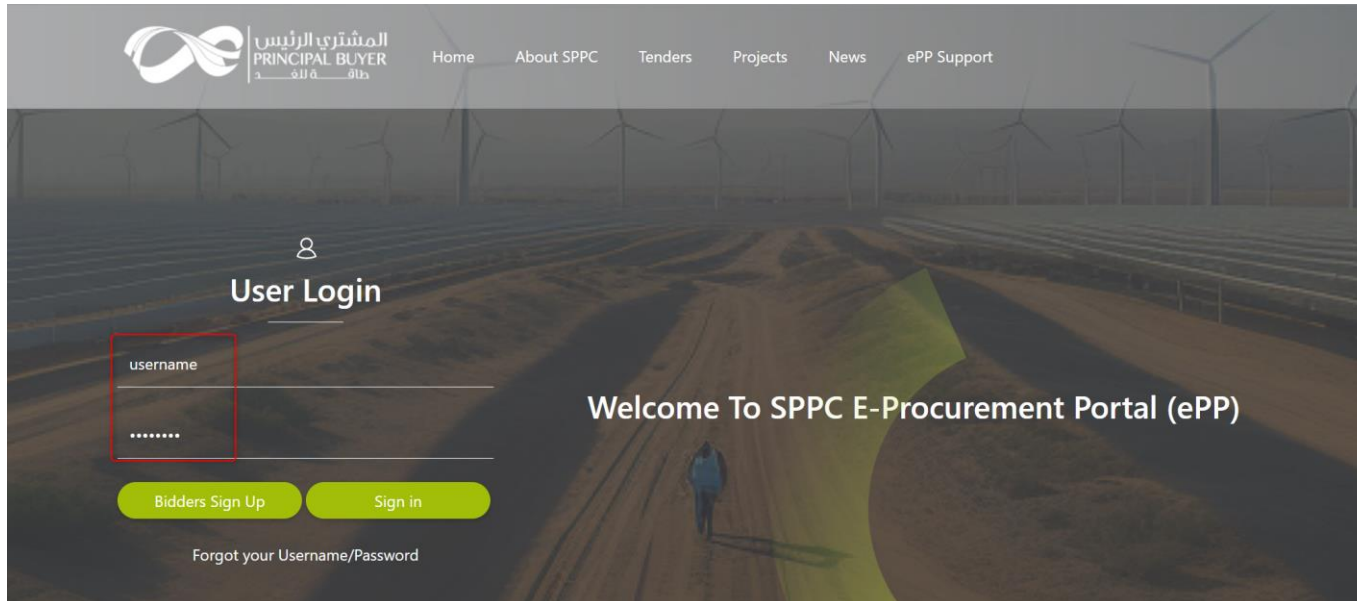 المشتري الرئيس
PRINCIPAL BUYER
طاقة للغد
Home About SPPC Tenders Projects News ePP Support
User Login
username
••••••••
Welcome To SPPC E-Procurement Portal (ePP)
Bidders Sign Up Sign in
Forgot your Username/Password